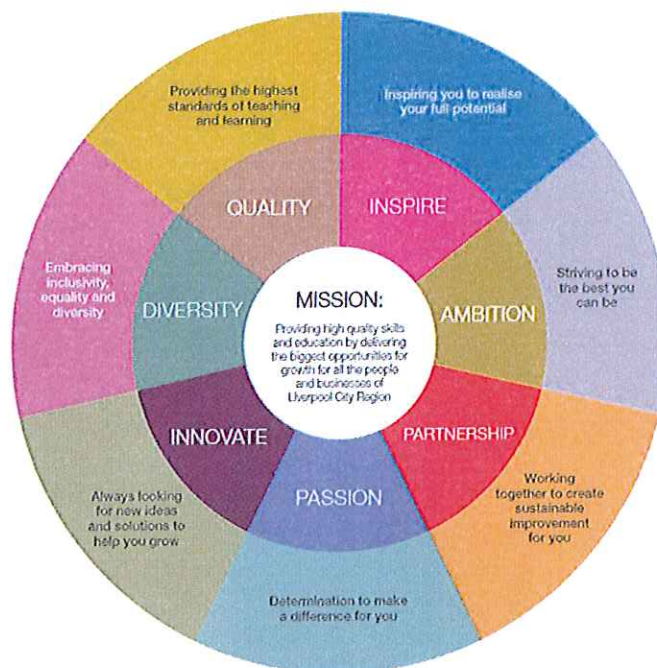 MISSION:
Providing high quality skills
and education by delivering
the biggest opportunities for
growth for all the people
and businesses of
Liverpool City Region
INSPIRE
Inspiring you to realise
your full potential
AMBITION
Striving to be
the best you
can be
PARTNERSHIP
Working
together to create
sustainable
improvement
for you
PASSION
Determination to make
a difference for you
INNOVATE
Always looking
for new ideas
and solutions to
help you grow
DIVERSITY
Embracing
inclusivity,
equality and
diversity
QUALITY
Providing the highest
standards of teaching
and learning